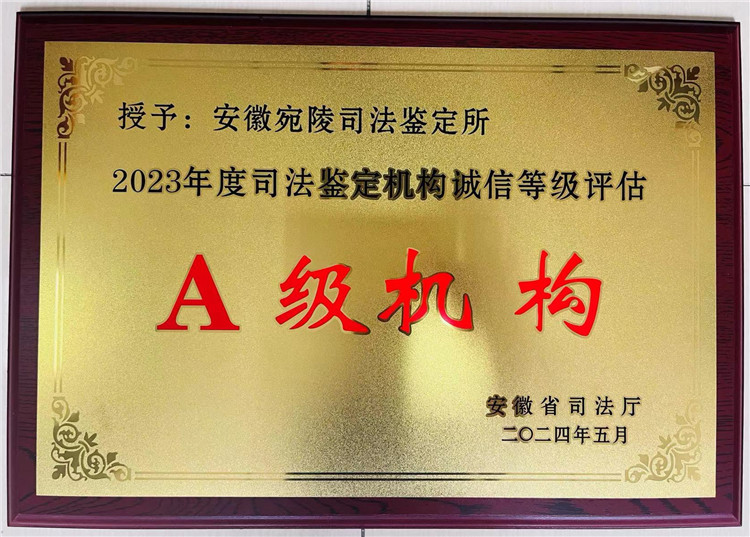 授予：安徽宛陵司法鉴定所
2023年度司法鉴定机构诚信等级评估
A级机构
安徽省司法厅
二〇二四年五月